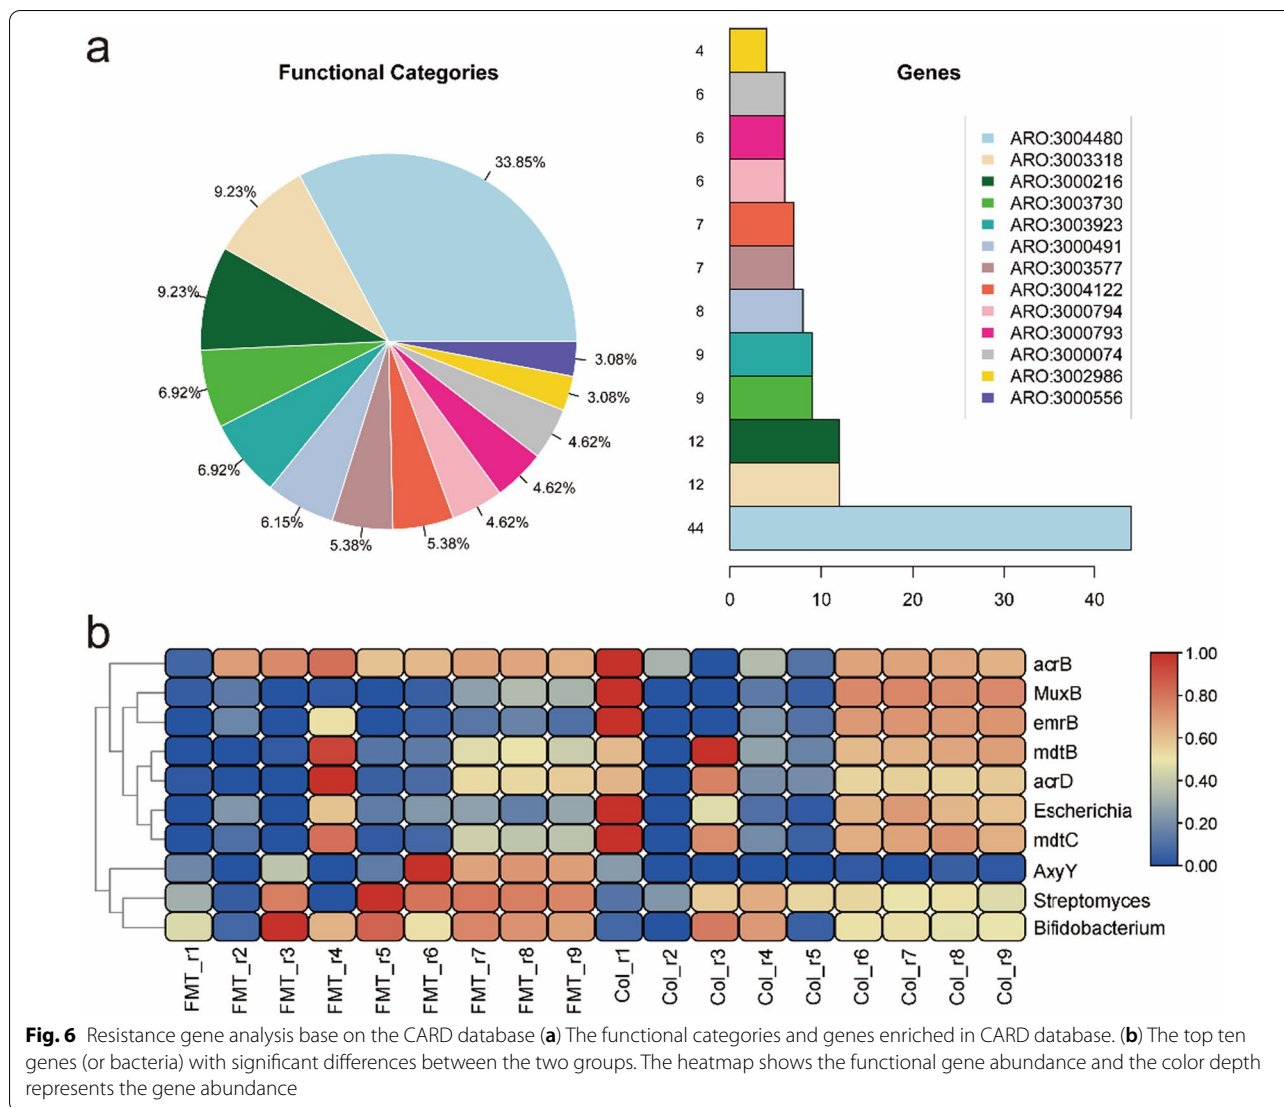 a
Functional Categories
33.85%
9.23%
9.23%
6.92%
6.92%
6.15%
5.38%
5.38%
4.62%
4.62%
4.62%
3.08%
3.08%
Genes
4
6
6
6
7
7
8
9
9
12
12
44
0 10 20 30 40
ARO:3004480
ARO:3003318
ARO:3000216
ARO:3003730
ARO:3003923
ARO:3000491
ARO:3003577
ARO:3004122
ARO:3000794
ARO:3000793
ARO:3000074
ARO:3002986
ARO:3000556
b
acrB
MuxB
emrB
mdtB
acrD
Escherichia
mdtC
AxyY
Streptomyces
Bifidobacterium
1.00
0.80
0.60
0.40
0.20
0.00
FMT_r1 FMT_r2 FMT_r3 FMT_r4 FMT_r5 FMT_r6 FMT_r7 FMT_r8 FMT_r9 Col_r1 Col_r2 Col_r3 Col_r4 Col_r5 Col_r6 Col_r7 Col_r8 Col_r9
Fig. 6 Resistance gene analysis base on the CARD database (a) The functional categories and genes enriched in CARD database. (b) The top ten
genes (or bacteria) with significant differences between the two groups. The heatmap shows the functional gene abundance and the color depth
represents the gene abundance